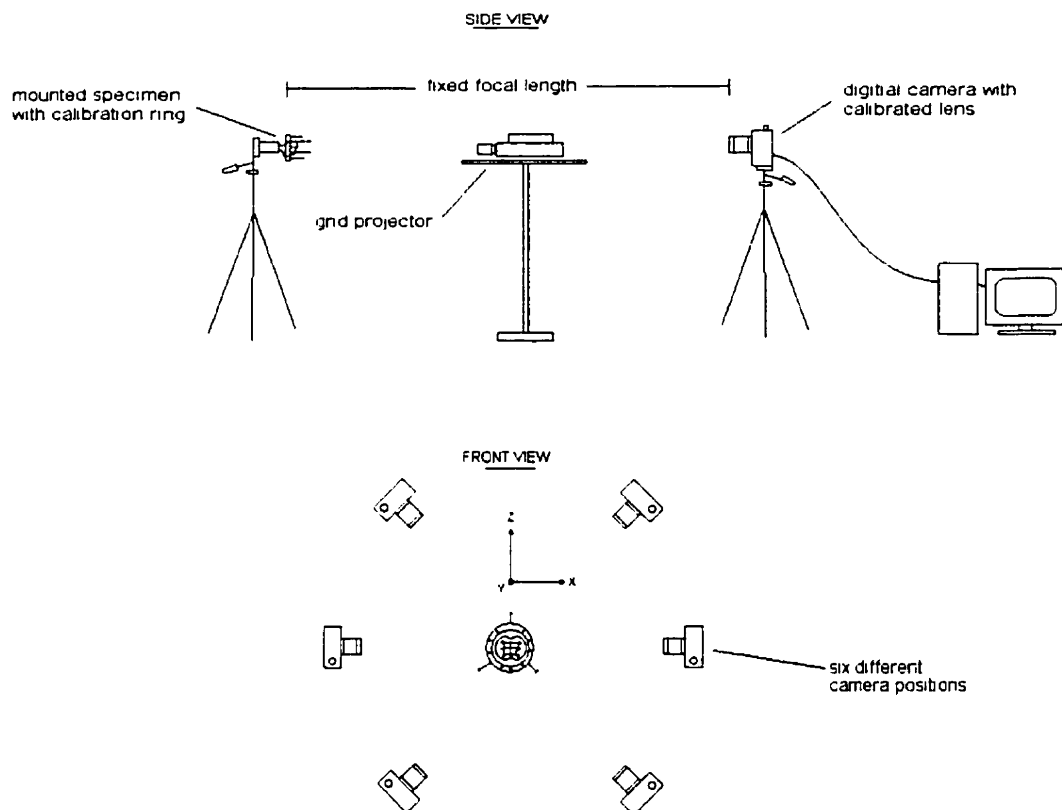 SIDE VIEW
fixed focal length
mounted specimen
with calibration ring
digitial camera with
calibrated lens
grid projector
FRONT VIEW
Z
Y
X
six different
camera positions